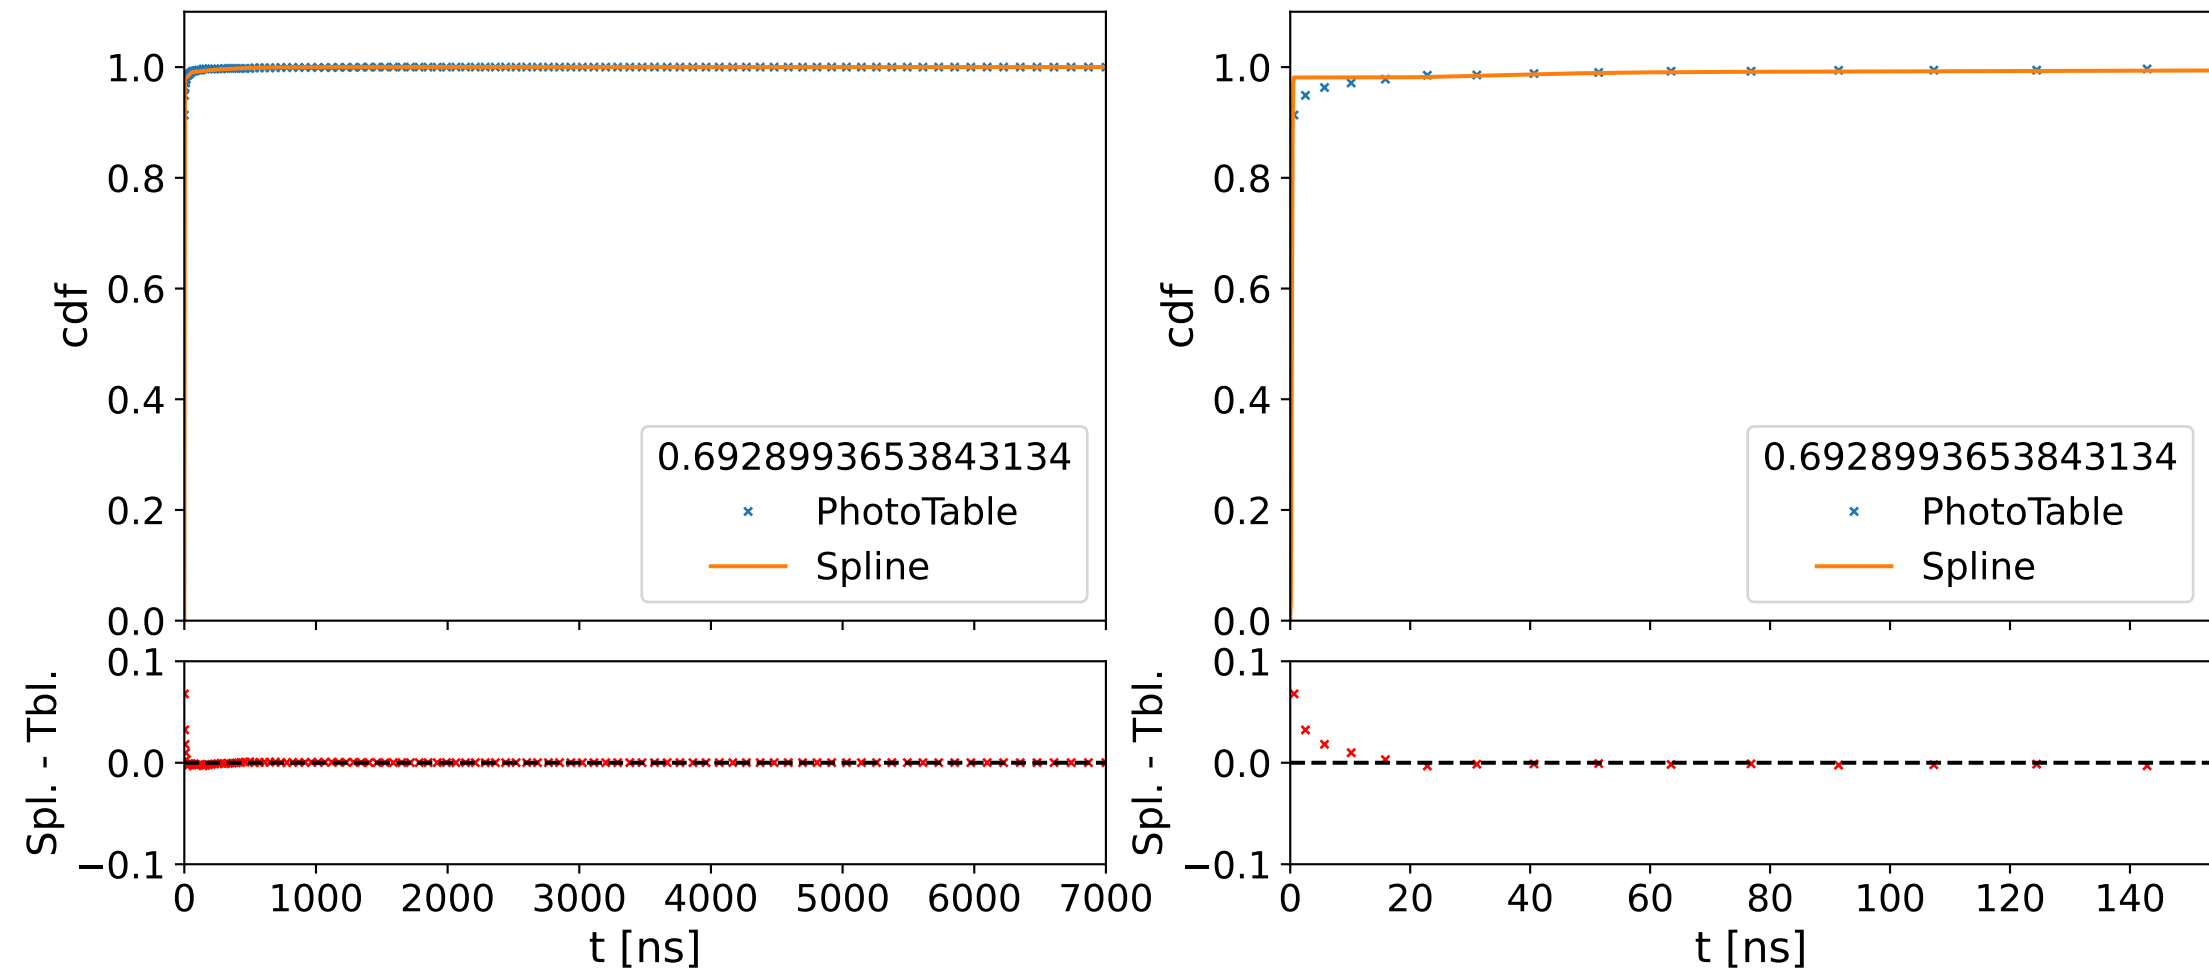 1.0
0.8
0.6
0.4
0.2
0.0
cdf
0.6928993653843134
PhotoTable
Spline
0.1
0.0
−0.1
Spl. - Tbl.
0 1000 2000 3000 4000 5000 6000 7000
t [ns]
1.0
0.8
0.6
0.4
0.2
0.0
cdf
0.6928993653843134
PhotoTable
Spline
0.1
0.0
−0.1
Spl. - Tbl.
0 20 40 60 80 100 120 140
t [ns]